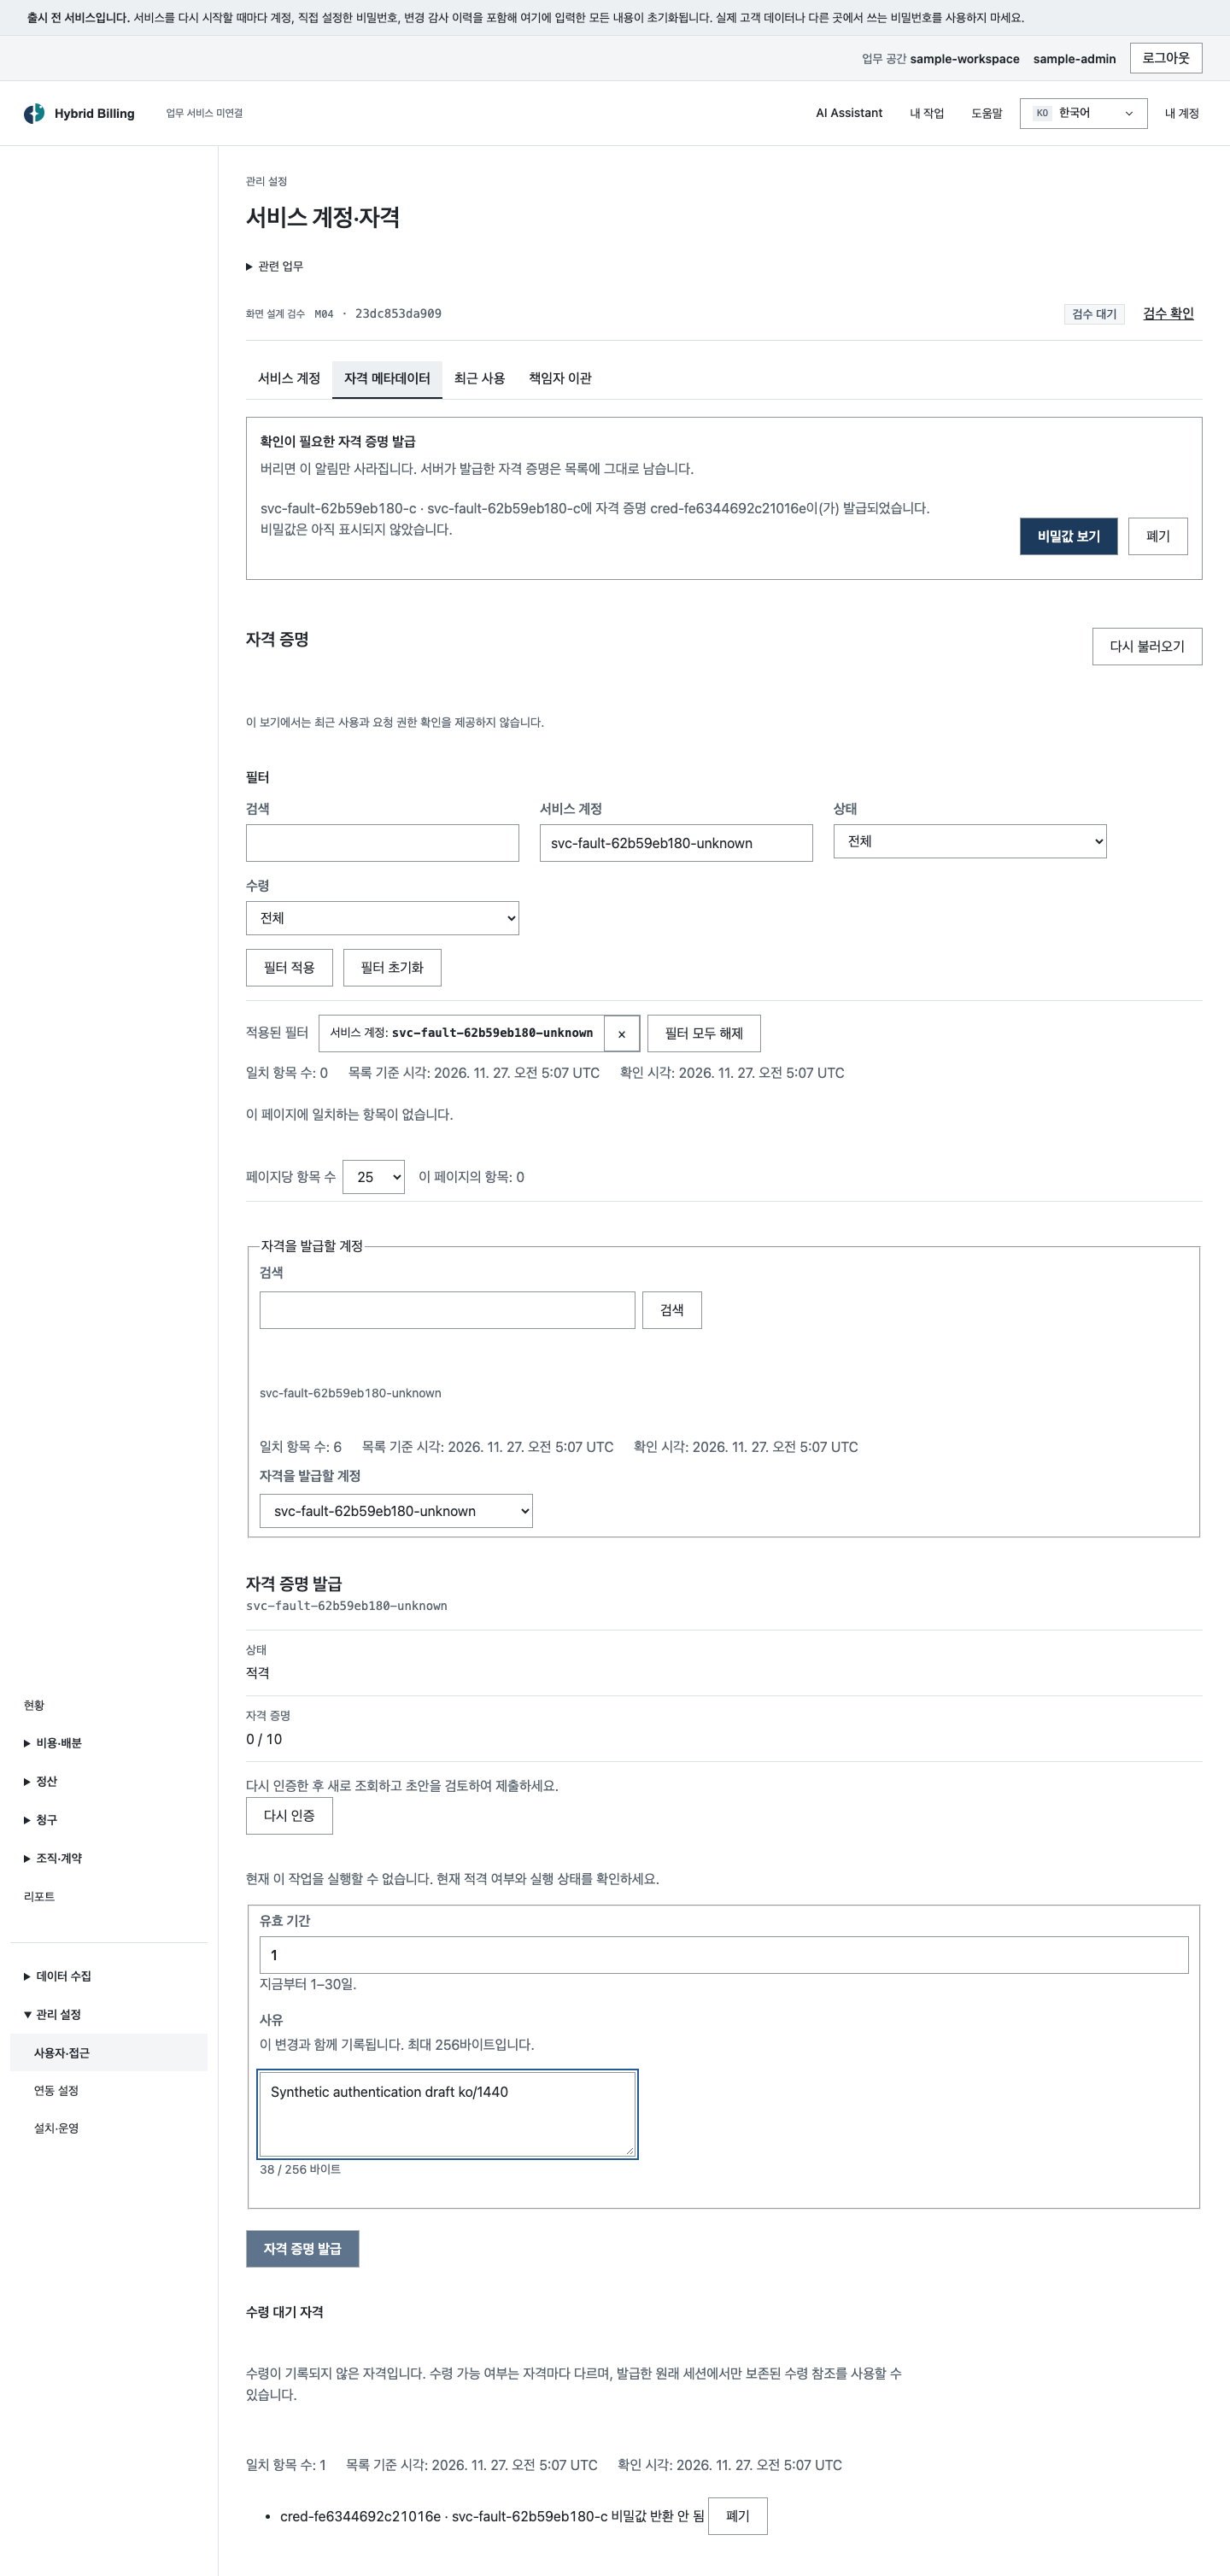 출시 전 서비스입니다. 서비스를 다시 시작할 때마다 계정, 직접 설정한 비밀번호, 변경 감사 이력을 포함해 여기에 입력한 모든 내용이 초기화됩니다. 실제 고객 데이터나 다른 곳에서 쓰는 비밀번호를 사용하지 마세요.
업무 공간 sample-workspace sample-admin 로그아웃
Hybrid Billing 업무 서비스 미연결 AI Assistant 내 작업 도움말 KO 한국어 내 계정
관리 설정
서비스 계정·자격
▶ 관련 업무
화면 설계 검수 M04 · 23dc853da909 검수 대기 검수 확인
서비스 계정 자격 메타데이터 최근 사용 책임자 이관
확인이 필요한 자격 증명 발급
버리면 이 알림만 사라집니다. 서버가 발급한 자격 증명은 목록에 그대로 남습니다.
svc-fault-62b59eb180-c · svc-fault-62b59eb180-c에 자격 증명 cred-fe6344692c21016e이(가) 발급되었습니다.
비밀값은 아직 표시되지 않았습니다.
비밀값 보기 폐기
자격 증명
다시 불러오기
이 보기에서는 최근 사용과 요청 권한 확인을 제공하지 않습니다.
필터
검색 서비스 계정 상태
svc-fault-62b59eb180-unknown 전체
수령
전체
필터 적용 필터 초기화
적용된 필터 서비스 계정: svc-fault-62b59eb180-unknown × 필터 모두 해제
일치 항목 수: 0 목록 기준 시각: 2026. 11. 27. 오전 5:07 UTC 확인 시각: 2026. 11. 27. 오전 5:07 UTC
이 페이지에 일치하는 항목이 없습니다.
페이지당 항목 수 25 이 페이지의 항목: 0
자격을 발급할 계정
검색
검색
svc-fault-62b59eb180-unknown
일치 항목 수: 6 목록 기준 시각: 2026. 11. 27. 오전 5:07 UTC 확인 시각: 2026. 11. 27. 오전 5:07 UTC
자격을 발급할 계정
svc-fault-62b59eb180-unknown
자격 증명 발급
svc-fault-62b59eb180-unknown
상태
적격
자격 증명
0 / 10
다시 인증한 후 새로 조회하고 초안을 검토하여 제출하세요.
다시 인증
현재 이 작업을 실행할 수 없습니다. 현재 적격 여부와 실행 상태를 확인하세요.
유효 기간
1
지금부터 1–30일.
사유
이 변경과 함께 기록됩니다. 최대 256바이트입니다.
Synthetic authentication draft ko/1440
38 / 256 바이트
자격 증명 발급
수령 대기 자격
수령이 기록되지 않은 자격입니다. 수령 가능 여부는 자격마다 다르며, 발급한 원래 세션에서만 보존된 수령 참조를 사용할 수
있습니다.
일치 항목 수: 1 목록 기준 시각: 2026. 11. 27. 오전 5:07 UTC 확인 시각: 2026. 11. 27. 오전 5:07 UTC
• cred-fe6344692c21016e · svc-fault-62b59eb180-c 비밀값 반환 안 됨 폐기
현황
▶ 비용·배분
▶ 정산
▶ 청구
▶ 조직·계약
리포트
▶ 데이터 수집
▼ 관리 설정
사용자·접근
연동 설정
설치·운영